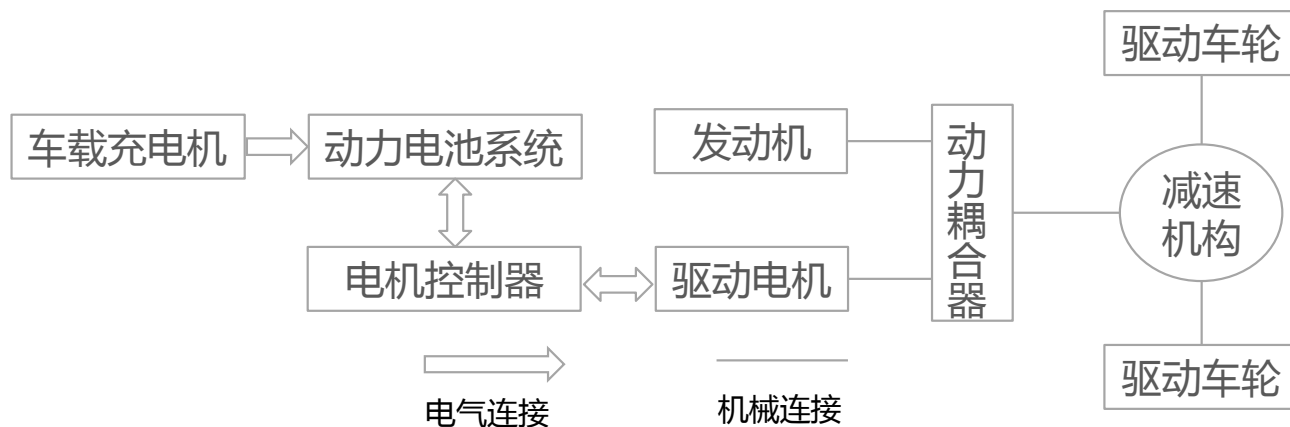 驱动车轮
车载充电机
动力电池系统
发动机
动力耦合器
减速
机构
电机控制器
驱动电机
驱动车轮
电气连接
机械连接